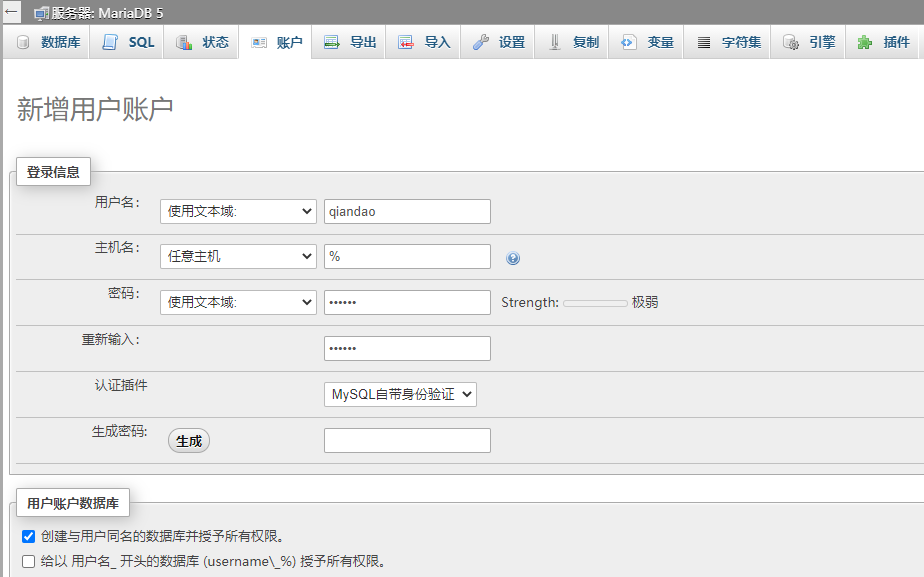 服务器: MariaDB 5
数据库 SQL 状态 账户 导出 导入 设置 复制 变量 字符集 引擎 插件
新增用户账户
登录信息
用户名: 使用文本域: qiandao
主机名: 任意主机 %
密码: 使用文本域: •••••• Strength: 极弱
重新输入: ••••••
认证插件 MySQL自带身份验证
生成密码: 生成
用户账户数据库
创建与用户同名的数据库并授予所有权限。
给以 用户名_ 开头的数据库 (username\_%) 授予所有权限。